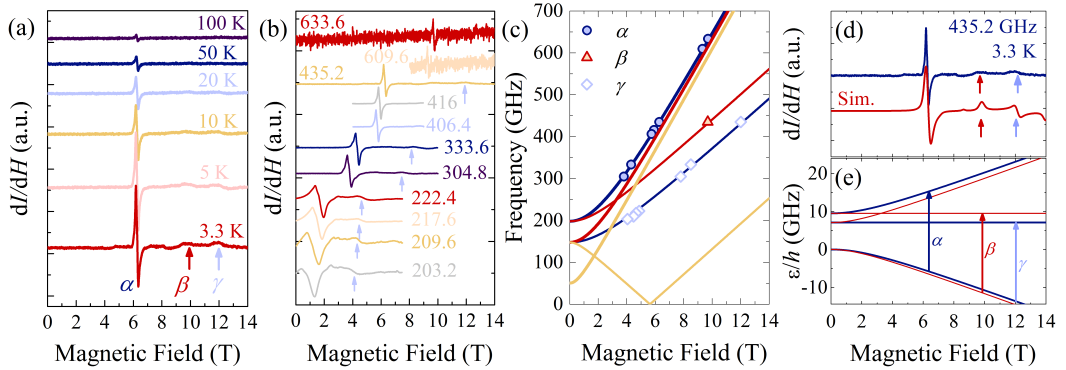 (a)
100 K
50 K
20 K
10 K
5 K
3.3 K
α
β
γ
dI/dH (a.u.)
0 2 4 6 8 10 12 14
Magnetic Field (T)
(b)
633.6
609.6
435.2
416
406.4
333.6
304.8
222.4
217.6
209.6
203.2
dI/dH (a.u.)
0 2 4 6 8 10 12 14
Magnetic Field (T)
(c)
α
β
γ
700
600
500
400
300
200
100
0
Frequency (GHz)
0 2 4 6 8 10 12 14
Magnetic Field (T)
(d)
435.2 GHz
3.3 K
Sim.
dI/dH (a.u.)
(e)
20
10
0
-10
ε/h (GHz)
α
β
γ
0 2 4 6 8 10 12 14
Magnetic Field (T)